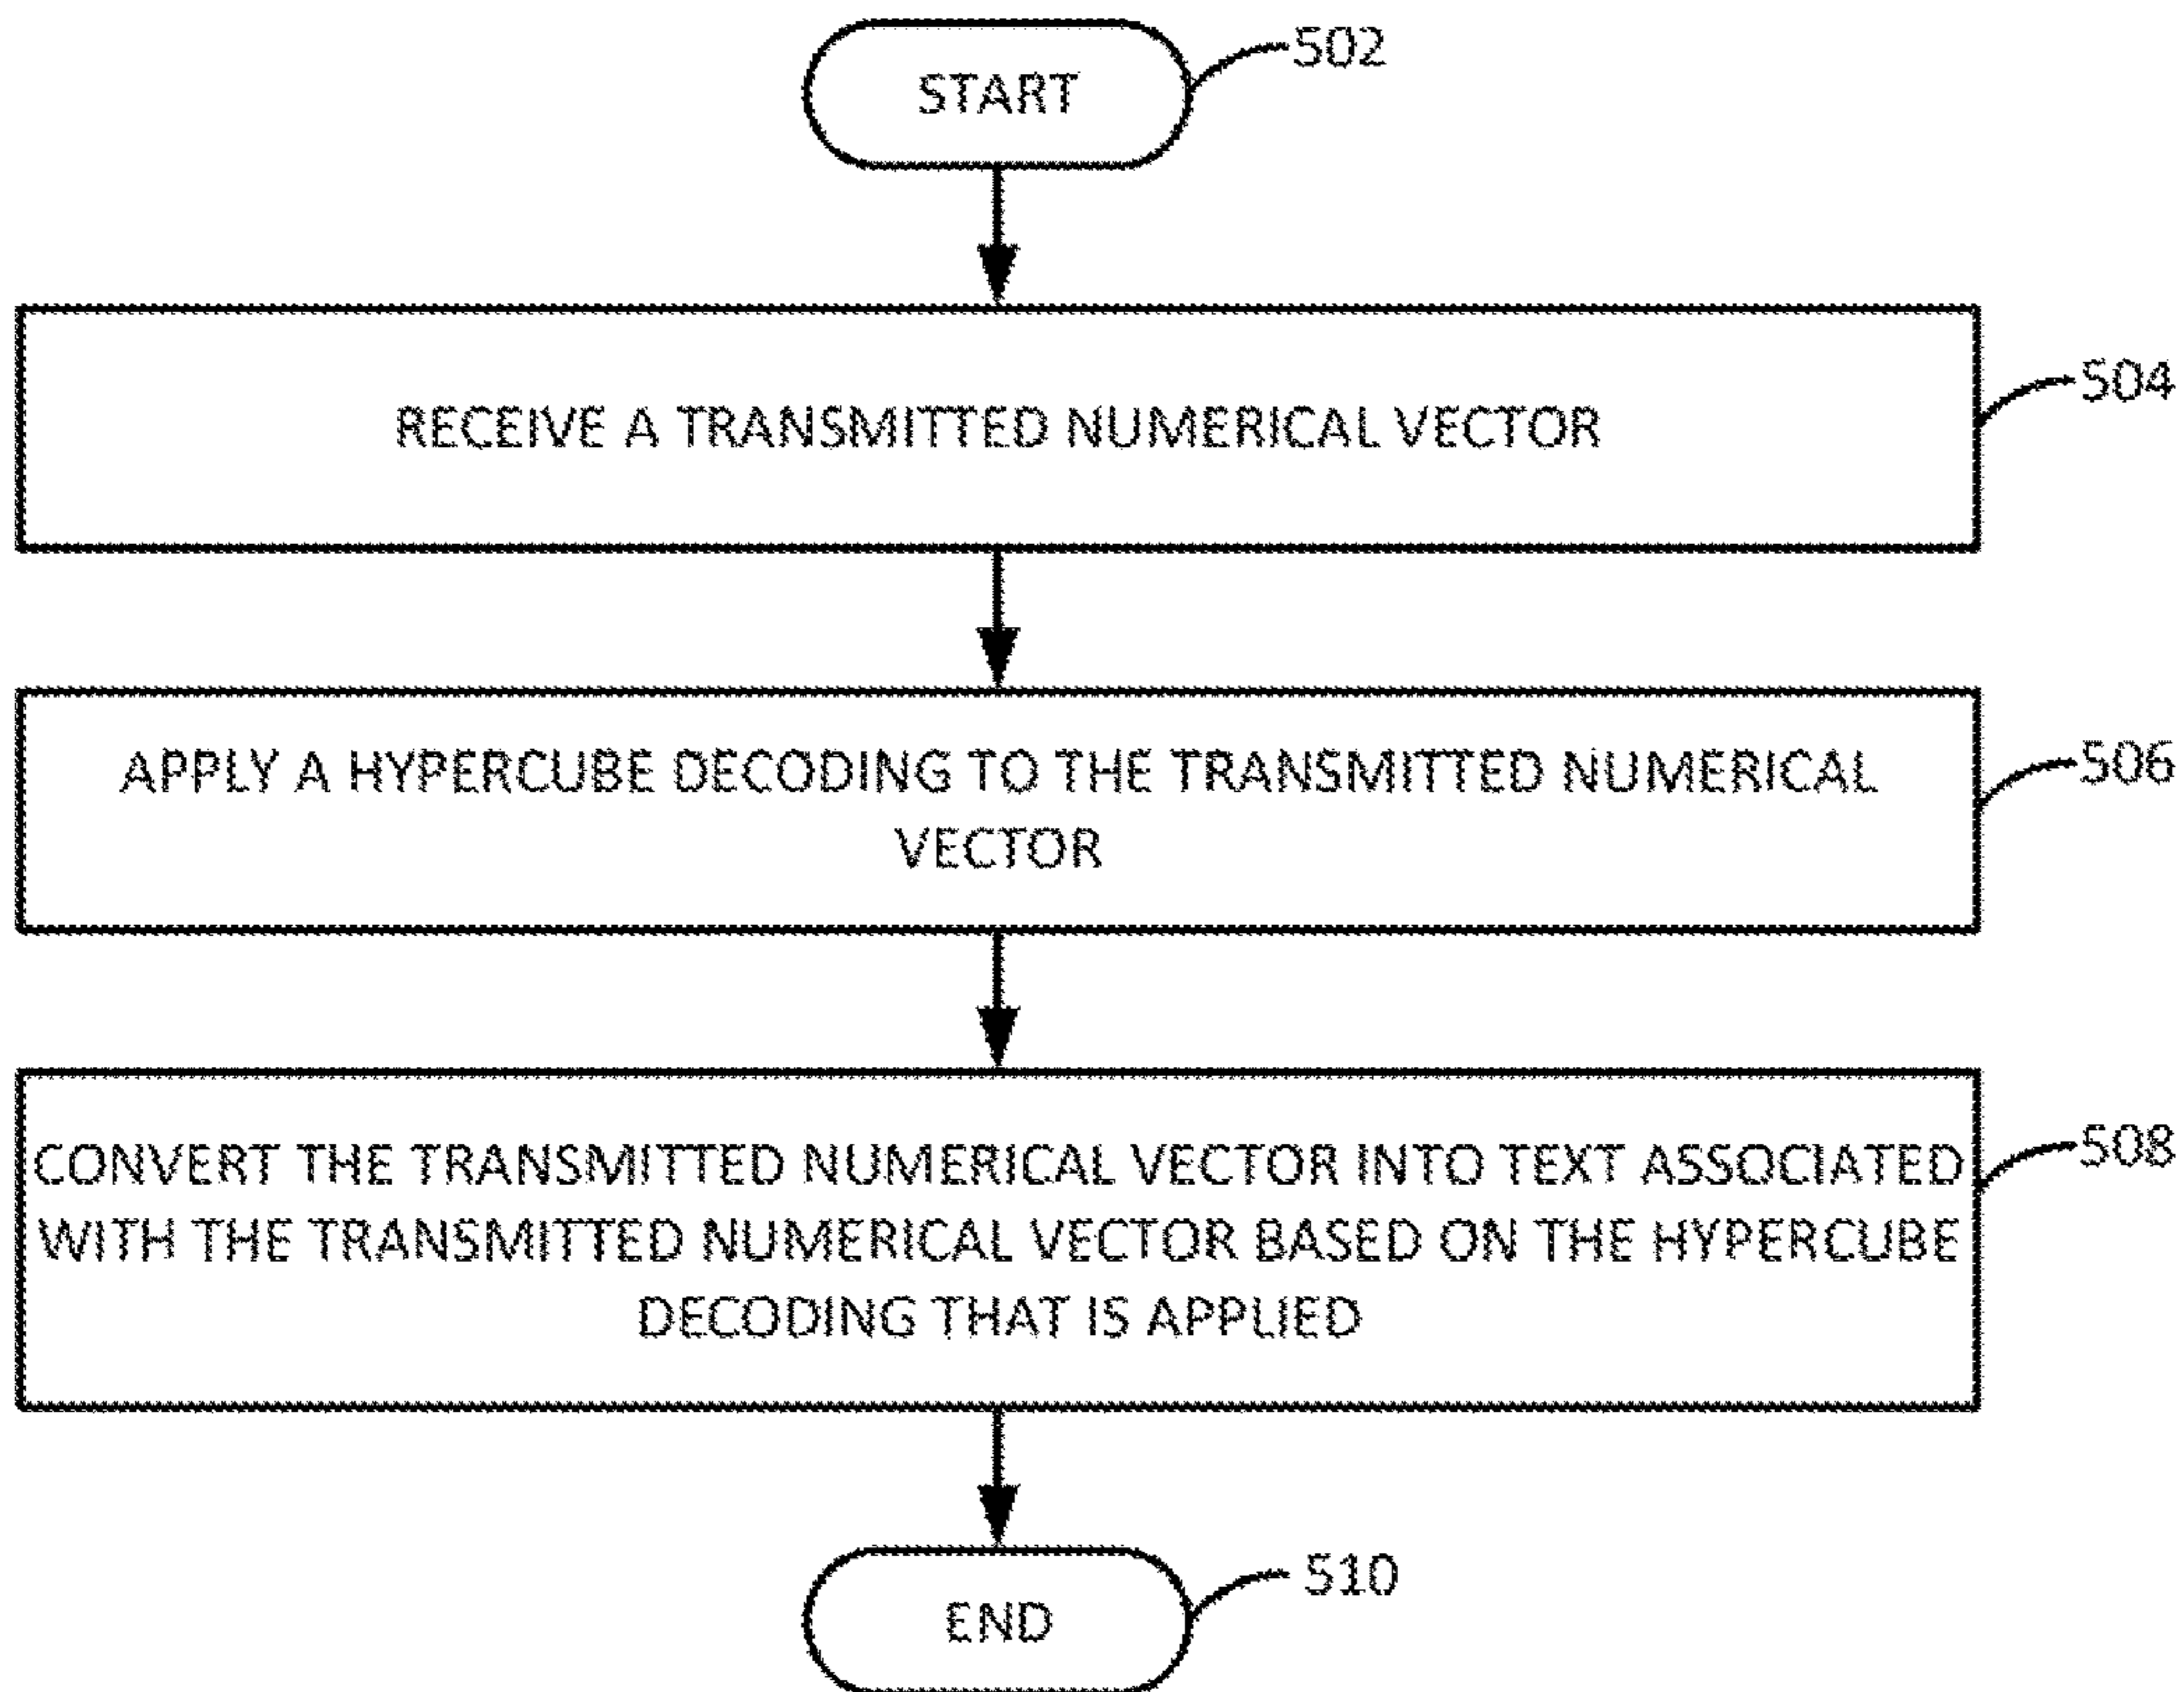 START
502
RECEIVE A TRANSMITTED NUMERICAL VECTOR
504
APPLY A HYPERCUBE DECODING TO THE TRANSMITTED NUMERICAL
VECTOR
506
CONVERT THE TRANSMITTED NUMERICAL VECTOR INTO TEXT ASSOCIATED
WITH THE TRANSMITTED NUMERICAL VECTOR BASED ON THE HYPERCUBE
DECODING THAT IS APPLIED
508
END
510